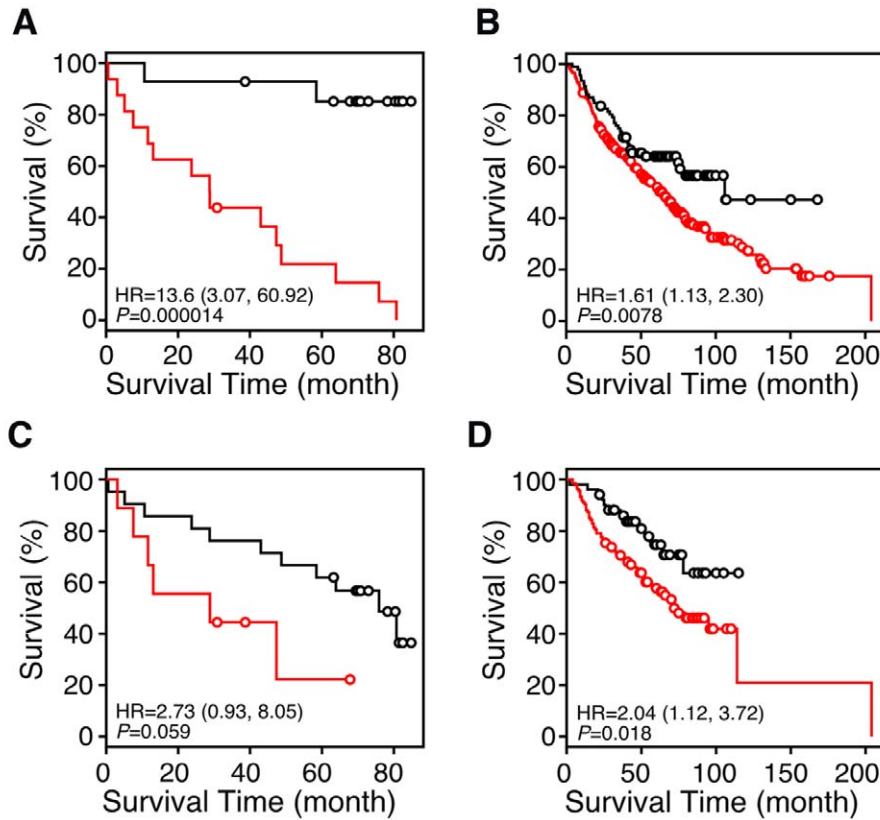 A
Survival (%)
100
80
60
40
20
0
HR=13.6 (3.07, 60.92)
P=0.000014
0 20 40 60 80
Survival Time (month)
B
Survival (%)
100
80
60
40
20
0
HR=1.61 (1.13, 2.30)
P=0.0078
0 50 100 150 200
Survival Time (month)
C
Survival (%)
100
80
60
40
20
0
HR=2.73 (0.93, 8.05)
P=0.059
0 20 40 60 80
Survival Time (month)
D
Survival (%)
100
80
60
40
20
0
HR=2.04 (1.12, 3.72)
P=0.018
0 50 100 150 200
Survival Time (month)